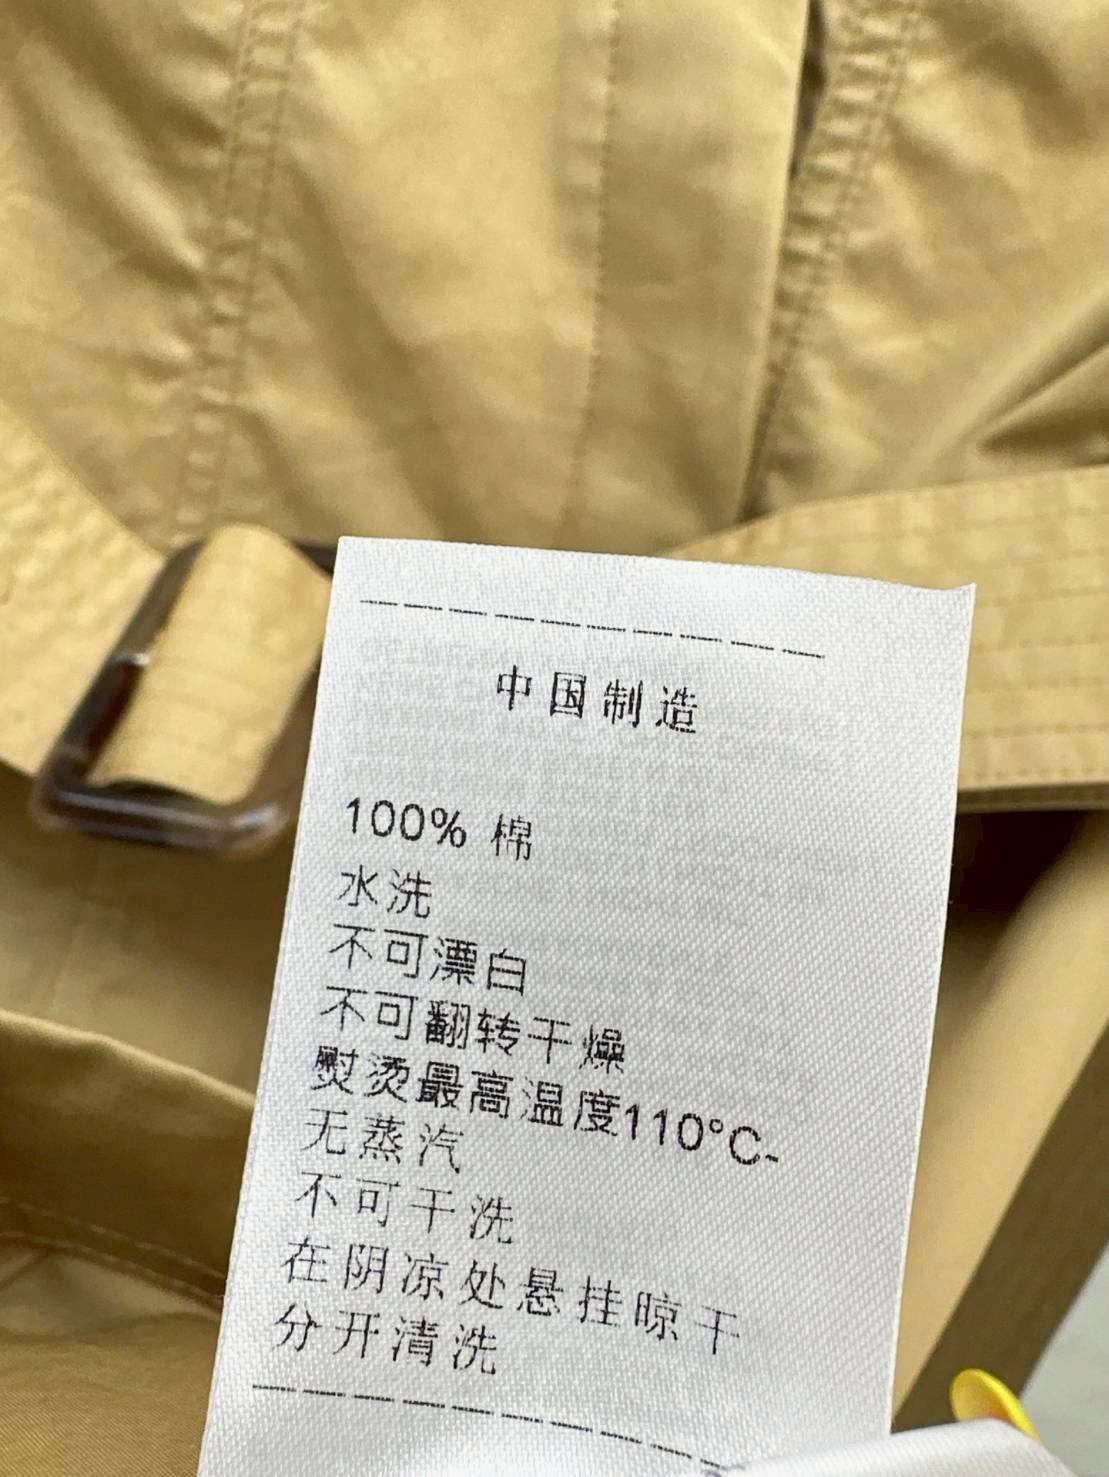 中国制造
100% 棉
水洗
不可漂白
不可翻转干燥
熨烫最高温度110°C-
无蒸汽
不可干洗
在阴凉处悬挂晾干
分开清洗